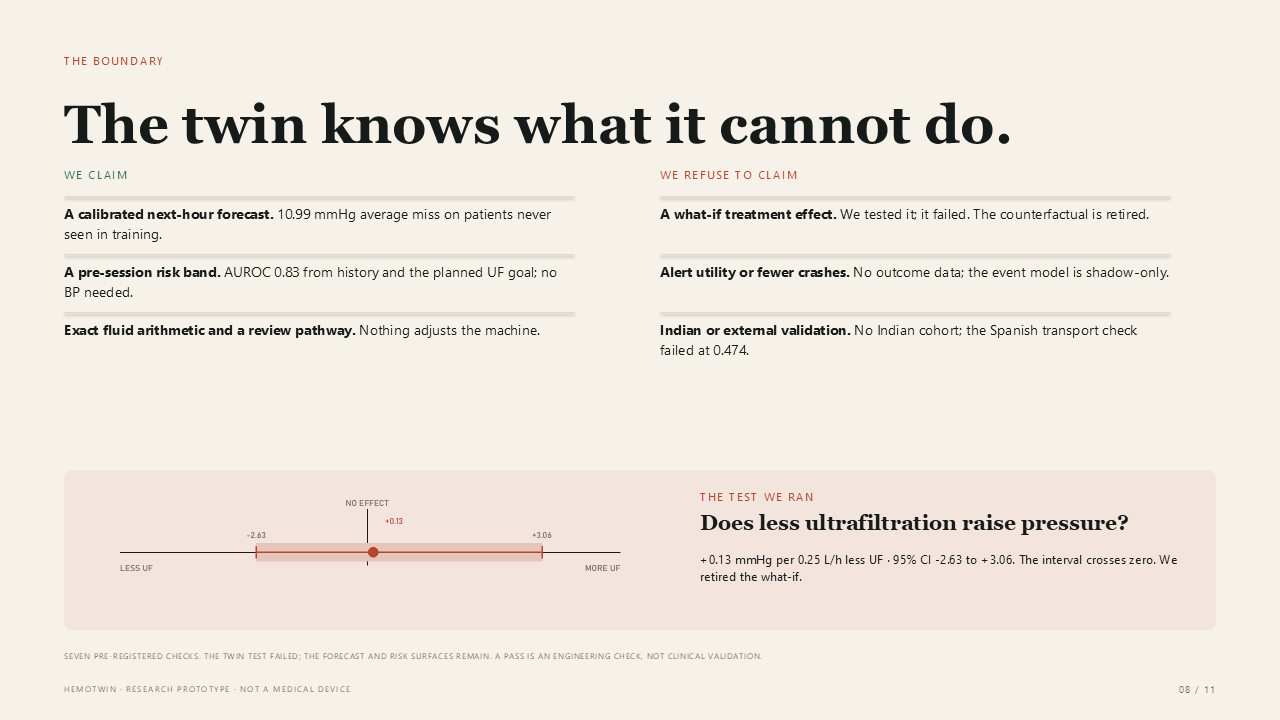 THE BOUNDARY
The twin knows what it cannot do.
WE CLAIM
A calibrated next-hour forecast. 10.99 mmHg average miss on patients never
seen in training.
A pre-session risk band. AUROC 0.83 from history and the planned UF goal; no
BP needed.
Exact fluid arithmetic and a review pathway. Nothing adjusts the machine.
WE REFUSE TO CLAIM
A what-if treatment effect. We tested it; it failed. The counterfactual is retired.
Alert utility or fewer crashes. No outcome data; the event model is shadow-only.
Indian or external validation. No Indian cohort; the Spanish transport check
failed at 0.474.
NO EFFECT
+0.13
-2.63
+3.06
LESS UF
MORE UF
THE TEST WE RAN
Does less ultrafiltration raise pressure?
+0.13 mmHg per 0.25 L/h less UF · 95% CI -2.63 to +3.06. The interval crosses zero. We
retired the what-if.
SEVEN PRE-REGISTERED CHECKS. THE TWIN TEST FAILED; THE FORECAST AND RISK SURFACES REMAIN. A PASS IS AN ENGINEERING CHECK, NOT CLINICAL VALIDATION.
HEMOTWIN · RESEARCH PROTOTYPE · NOT A MEDICAL DEVICE
08 / 11